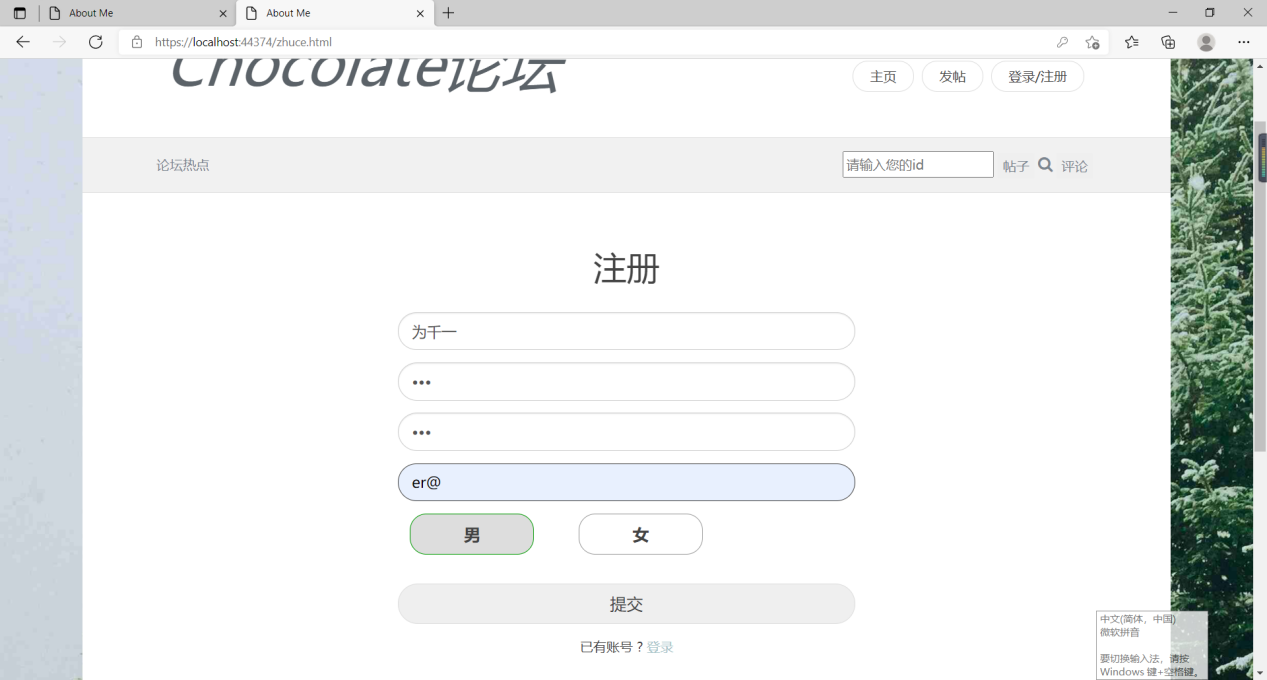 About Me
About Me
https://localhost:44374/zhuce.html
Chocolate论坛
主页 发帖 登录/注册
论坛热点 请输入您的id 帖子 评论
注册
为千一
•••
•••
er@
男 女
提交
已有账号？登录
中文(简体，中国)
微软拼音
要切换输入法，请按
Windows 键+空格键。